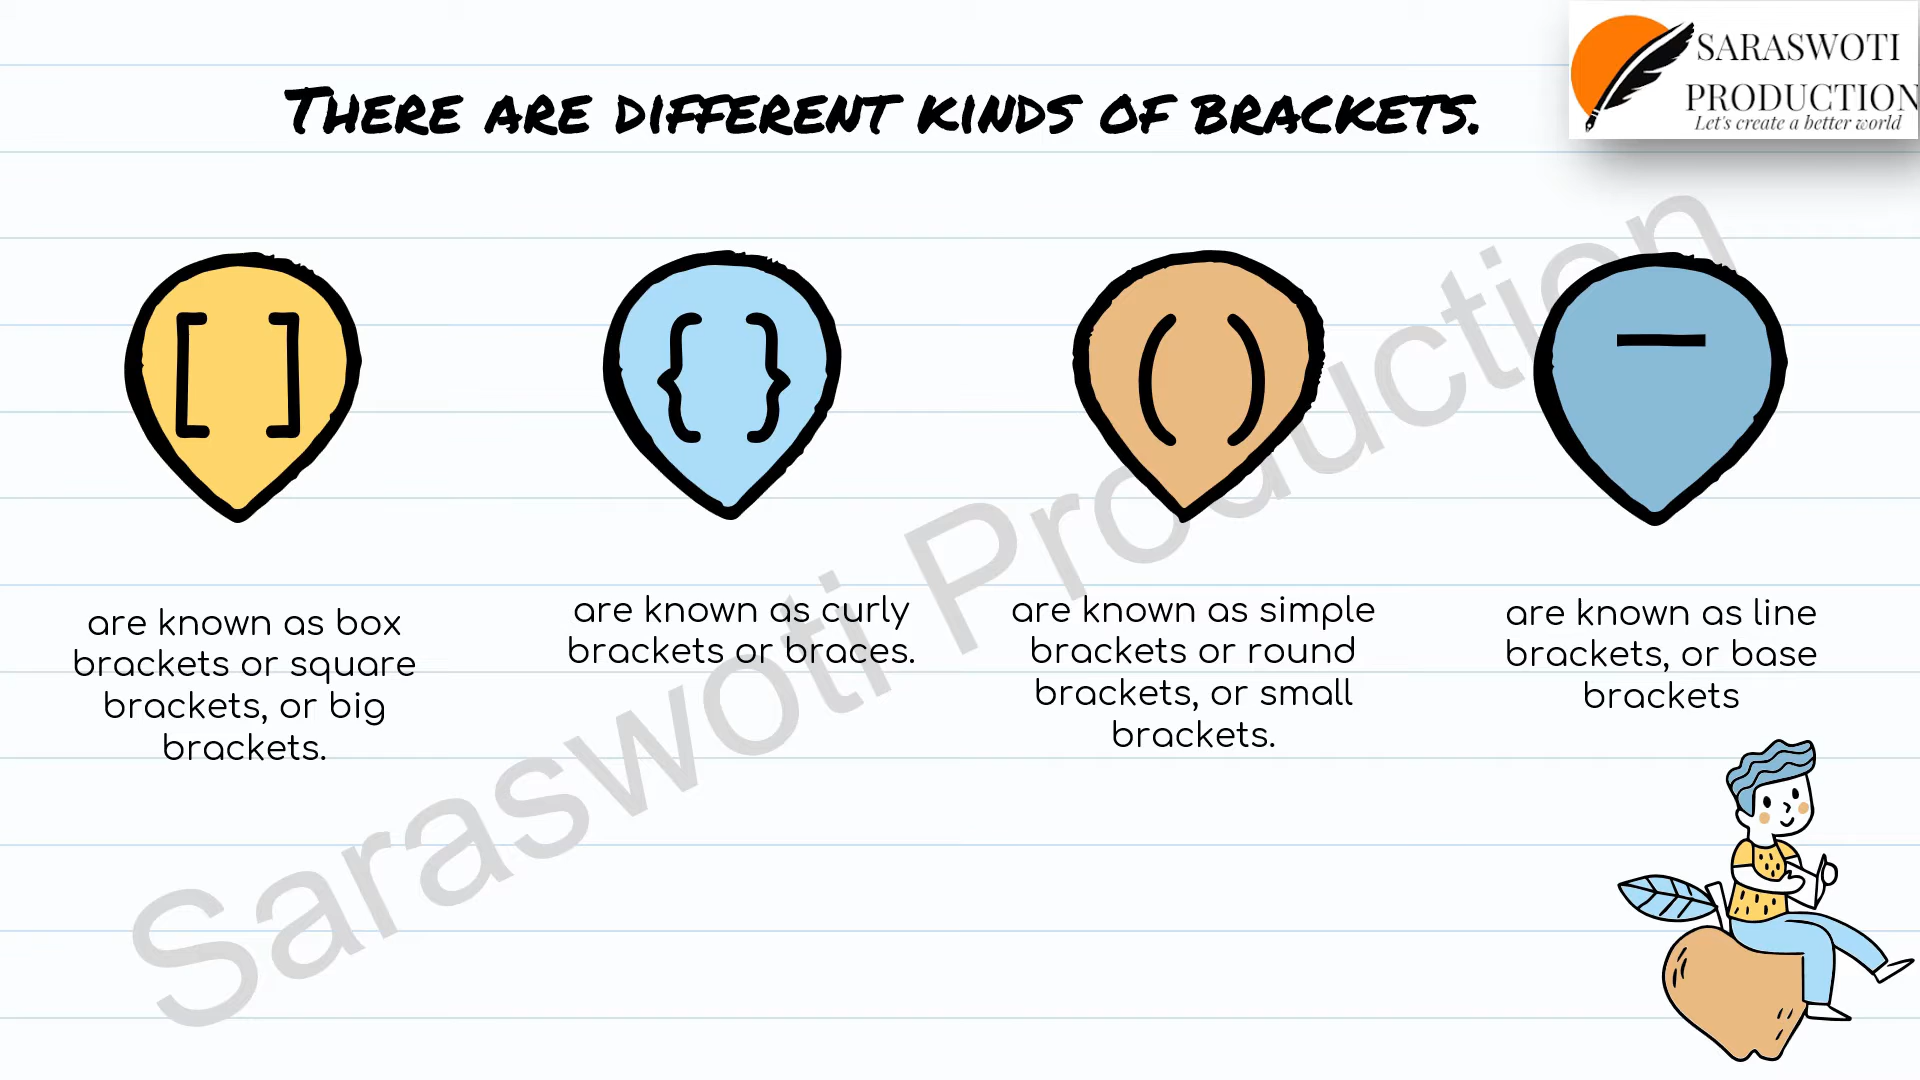 THERE ARE DIFFERENT KINDS OF BRACKETS.
SARASWOTI
PRODUCTION
Let's create a better world
[ ]
{ }
( )
—
are known as box
brackets or square
brackets, or big
brackets.
are known as curly
brackets or braces.
are known as simple
brackets or round
brackets, or small
brackets.
are known as line
brackets, or base
brackets
Saraswoti Production